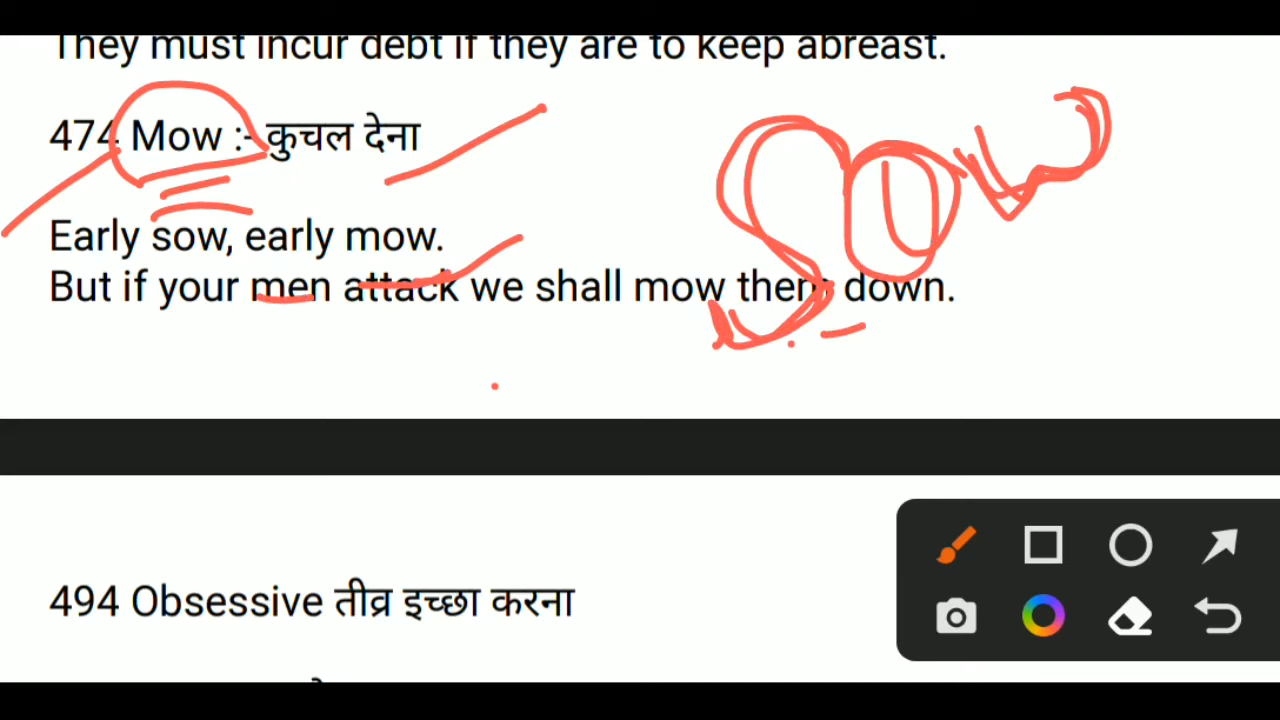 They must incur debt if they are to keep abreast.
474 Mow :- कुचल देना
sow
Early sow, early mow.
But if your men attack we shall mow them down.
494 Obsessive तीव्र इच्छा करना